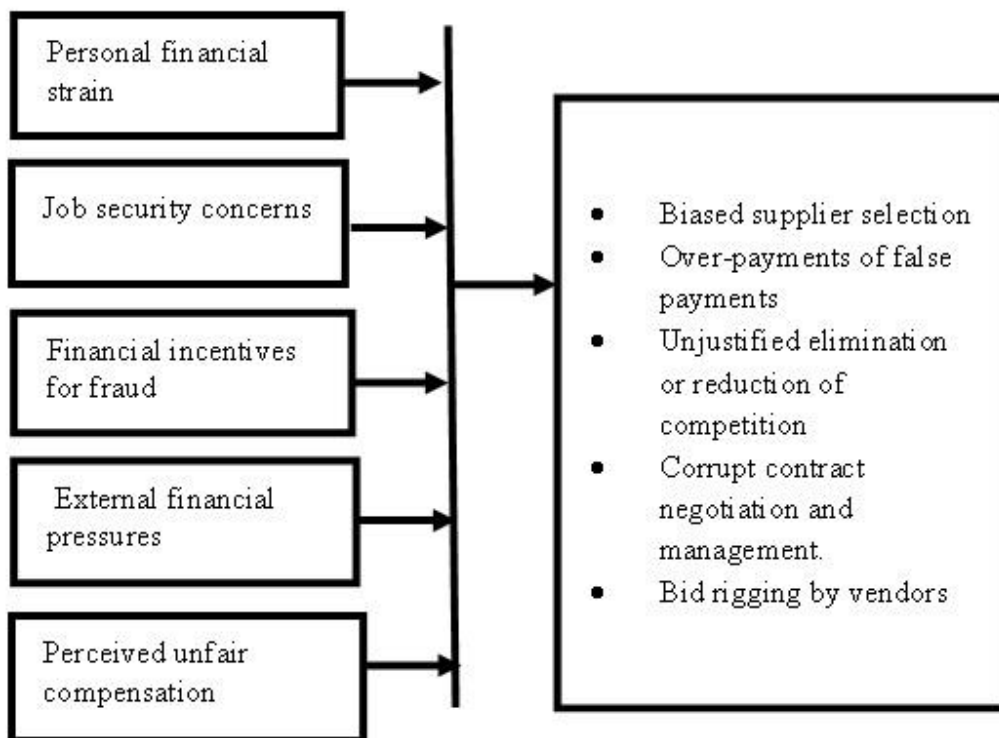 Personal financial
strain
Job security concerns
Financial incentives
for fraud
External financial
pressures
Perceived unfair
compensation
● Biased supplier selection
● Over-payments of false
payments
● Unjustified elimination
or reduction of
competition
● Corrupt contract
negotiation and
management.
● Bid rigging by vendors